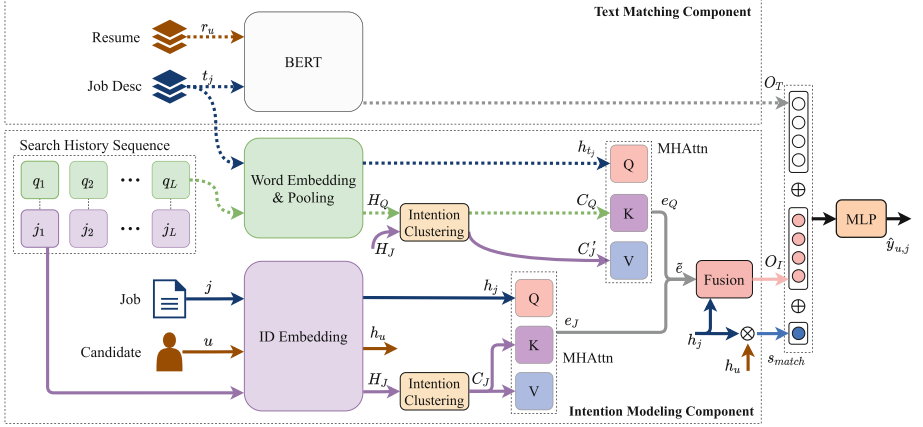 Text Matching Component
Resume
r_u
BERT
Job Desc
t_j
O_T
Search History Sequence
q_1
q_2
...
q_L
j_1
j_2
...
j_L
Word Embedding
& Pooling
h_{t_j}
Q
MHAttn
H_Q
Intention
Clustering
C_Q
K
e_Q
H_J
C'_J
V
ẽ
Fusion
O_I
⊕
⊕
MLP
ŷ_{u,j}
Job
j
ID Embedding
h_j
Q
Candidate
u
h_u
K
e_J
MHAttn
h_j
⊗
h_u
s_{match}
H_J
Intention
Clustering
C_J
V
Intention Modeling Component